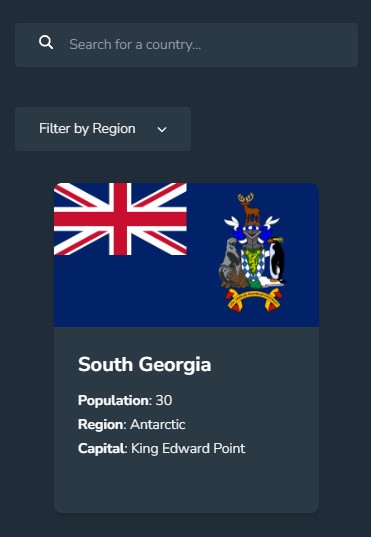 Search for a country...
Filter by Region
South Georgia
Population: 30
Region: Antarctic
Capital: King Edward Point